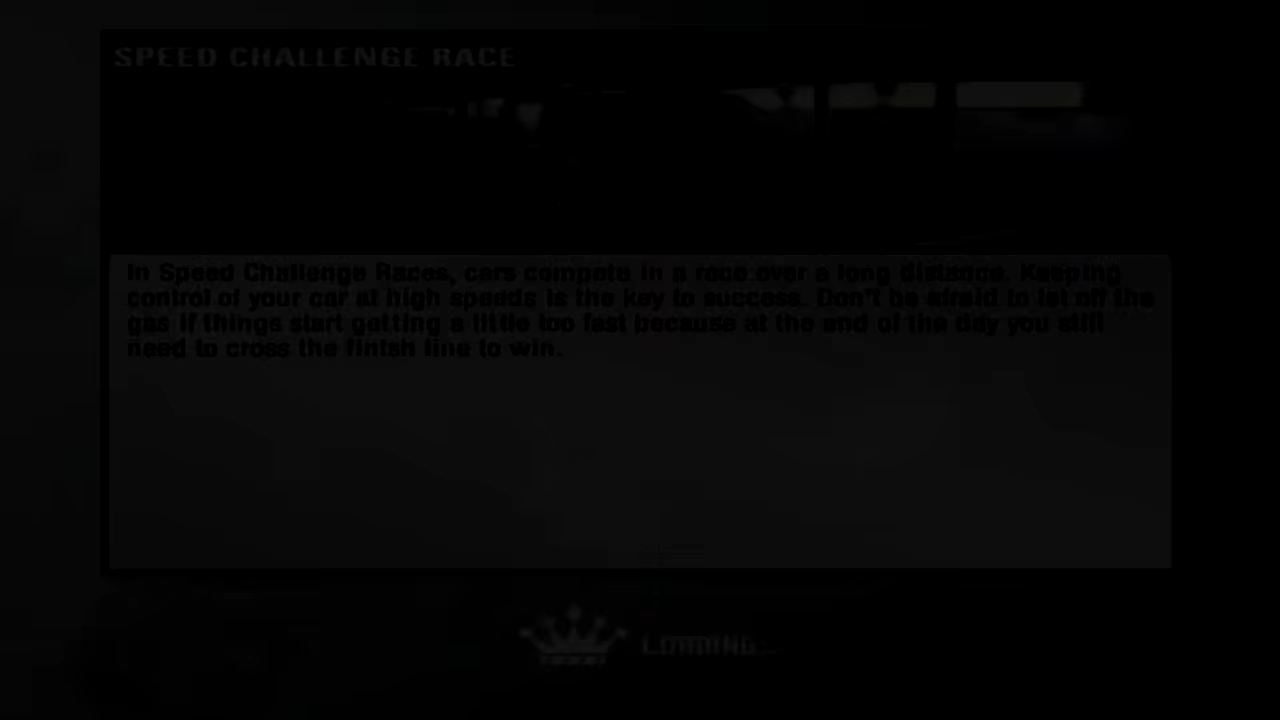 SPEED CHALLENGE RACE
In Speed Challenge Races, cars compete in a race over a long distance. Keeping
control of your car at high speeds is the key to success. Don't be afraid to let off the
gas if things start getting a little too fast because at the end of the day you still
need to cross the finish line to win.
LOADING...